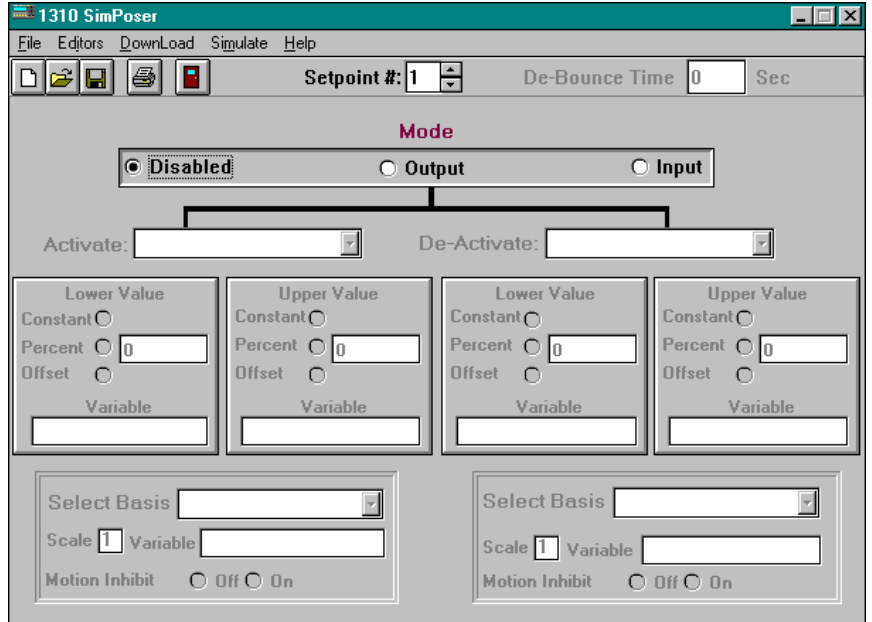 1310 SimPoser
File Editors DownLoad Simulate Help
Setpoint #: 1 De-Bounce Time 0 Sec
Mode
Disabled Output Input
Activate: De-Activate:
Lower Value Upper Value Lower Value Upper Value
Constant Constant Constant Constant
Percent 0 Percent 0 Percent 0 Percent 0
Offset Offset Offset Offset
Variable Variable Variable Variable
Select Basis Select Basis
Scale 1 Variable Scale 1 Variable
Motion Inhibit Off On Motion Inhibit Off On